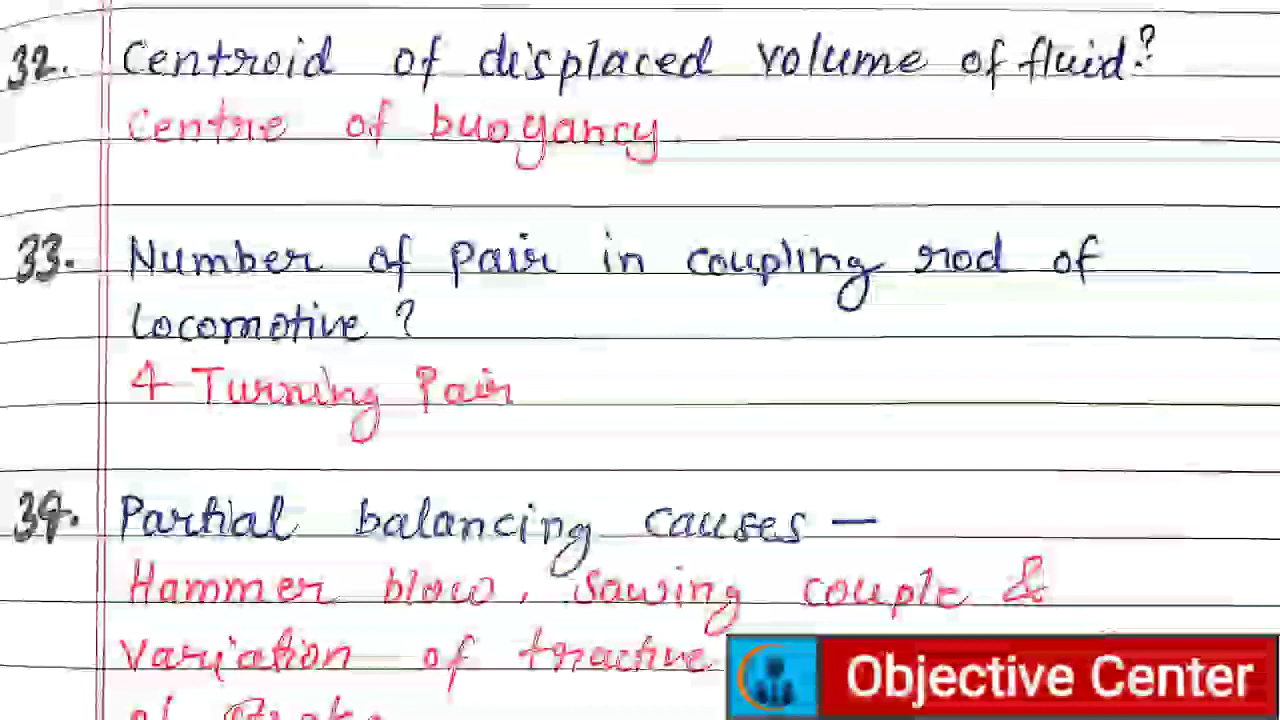 32. Centroid of displaced volume of fluid?
Centre of buoyancy.
33. Number of pair in coupling rod of
locomotive?
4 Turning Pair
34. Partial balancing causes —
Hammer blow, Sawing couple &
variation of tractive
Objective Center